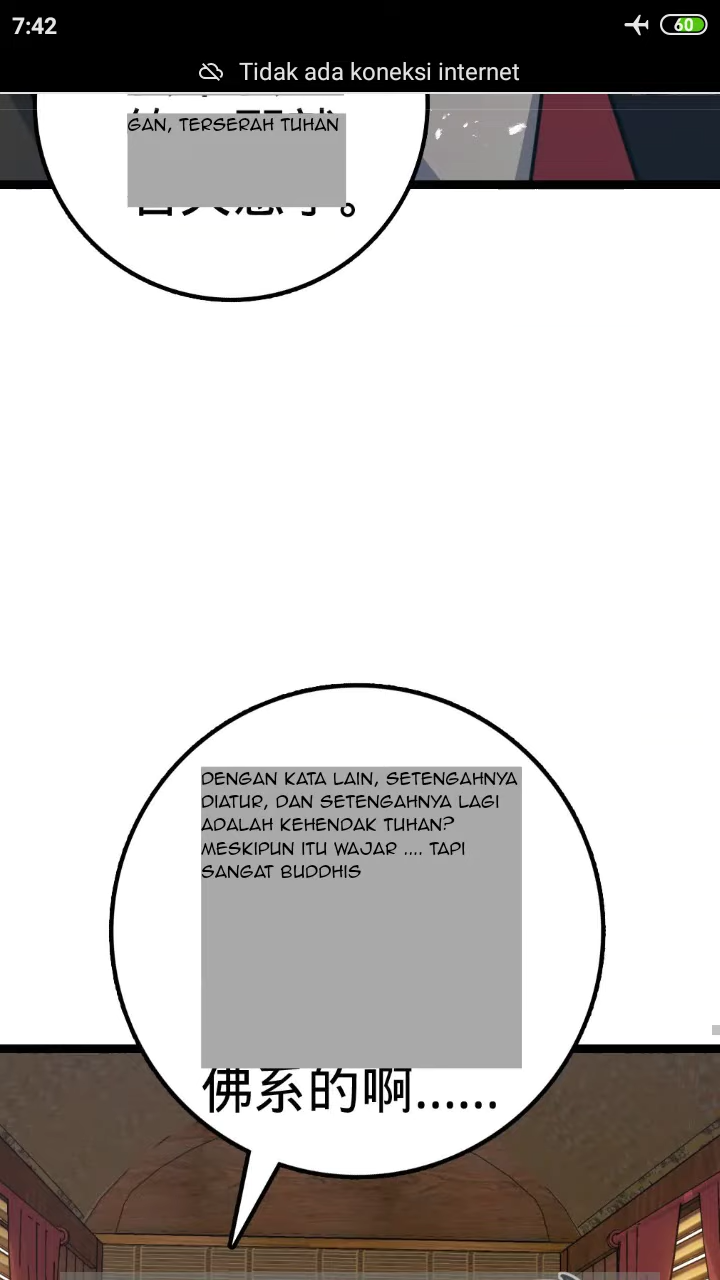 7:42
60
Tidak ada koneksi internet
GAN, TERSERAH TUHAN
DENGAN KATA LAIN, SETENGAHNYA
DIATUR, DAN SETENGAHNYA LAGI
ADALAH KEHENDAK TUHAN?
MESKIPUN ITU WAJAR .... TAPI
SANGAT BUDDHIS
佛系的啊......